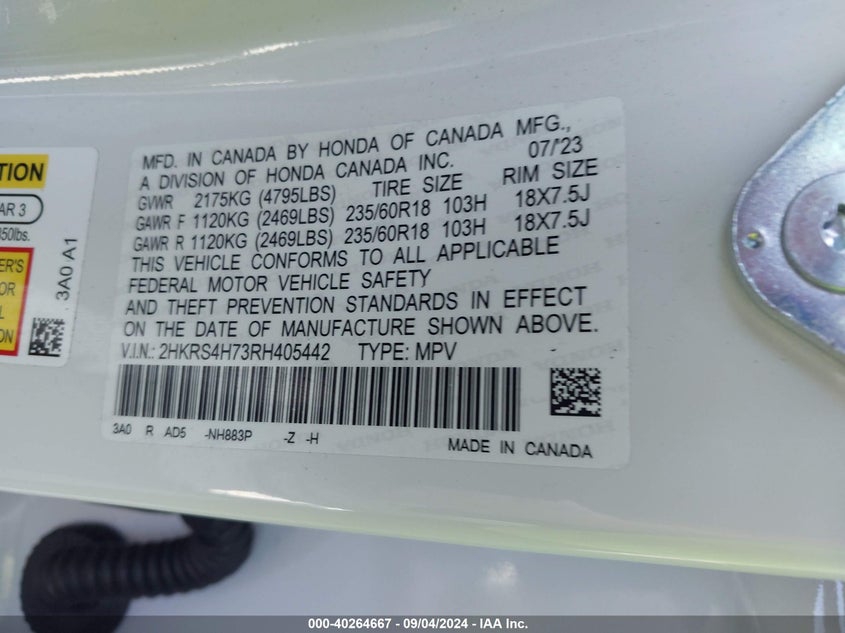 MFD. IN CANADA BY HONDA OF CANADA MFG.,
A DIVISION OF HONDA CANADA INC. 07/'23
GVWR 2175KG (4795LBS) TIRE SIZE RIM SIZE
GAWR F 1120KG (2469LBS) 235/60R18 103H 18X7.5J
GAWR R 1120KG (2469LBS) 235/60R18 103H 18X7.5J
THIS VEHICLE CONFORMS TO ALL APPLICABLE
FEDERAL MOTOR VEHICLE SAFETY
AND THEFT PREVENTION STANDARDS IN EFFECT
ON THE DATE OF MANUFACTURE SHOWN ABOVE.
V.I.N.: 2HKRS4H73RH405442 TYPE: MPV
3A0 R AD5 -NH883P -Z -H
MADE IN CANADA
TION
AR 3
50lbs.
ER'S
OR
L
ON
3A0 A1
000-40264667 - 09/04/2024 - IAA Inc.